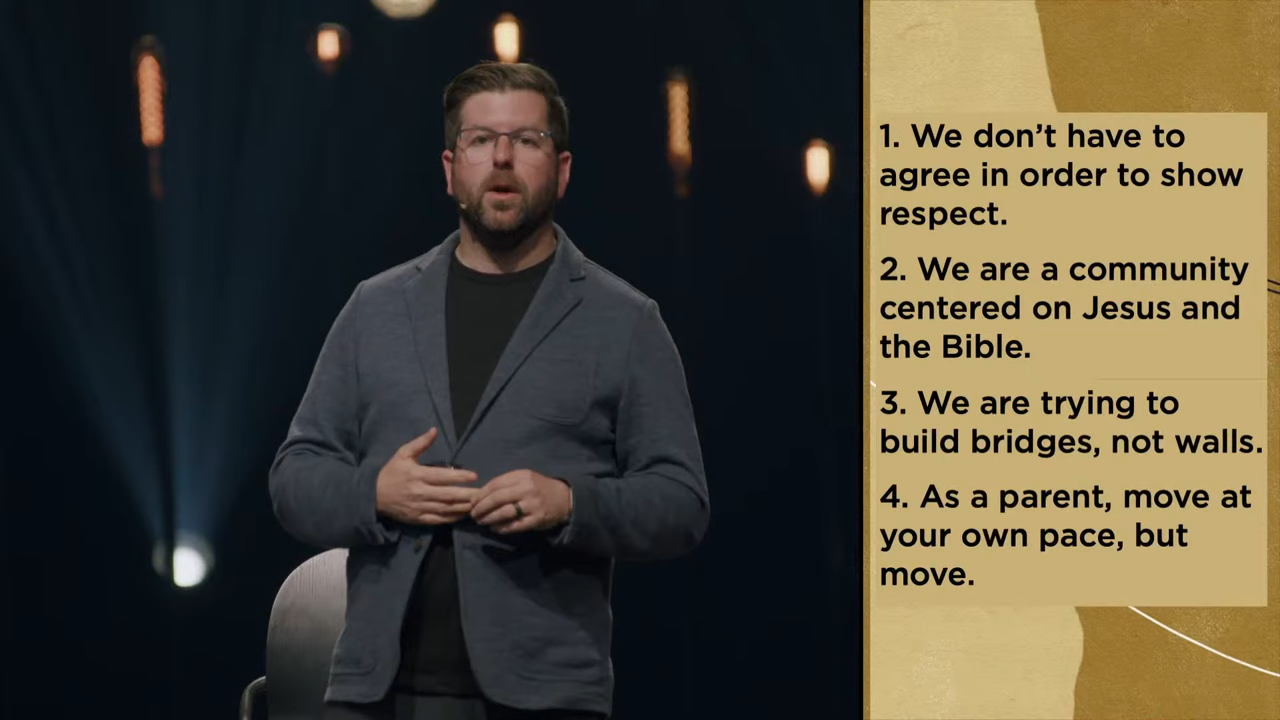 1. We don’t have to
agree in order to show
respect.
2. We are a community
centered on Jesus and
the Bible.
3. We are trying to
build bridges, not walls.
4. As a parent, move at
your own pace, but
move.